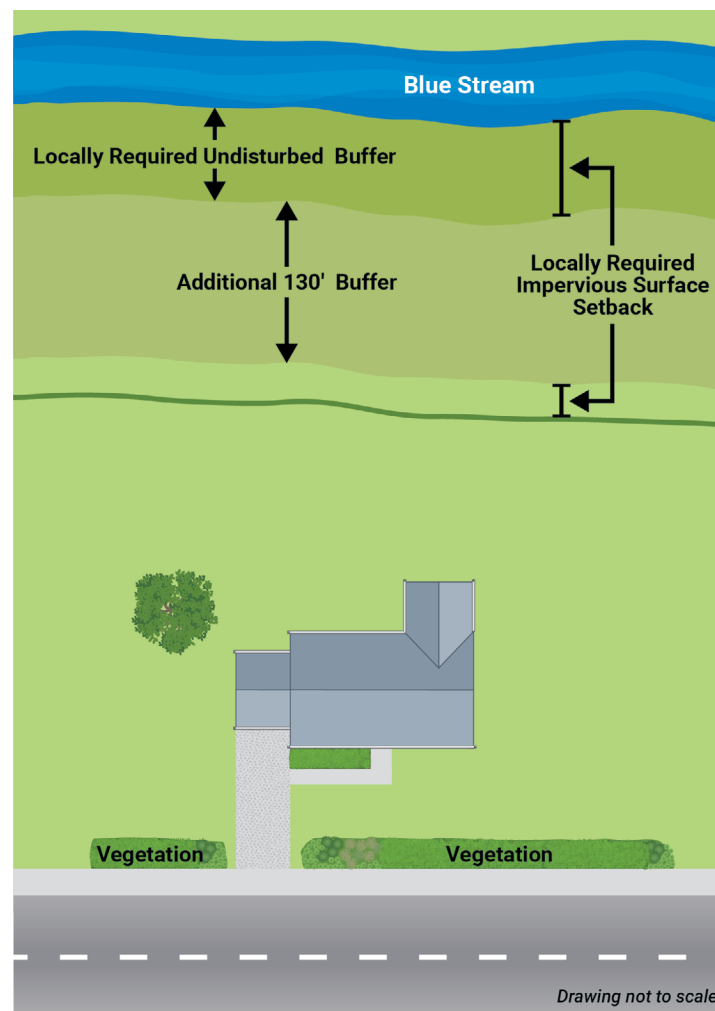 Blue Stream
Locally Required Undisturbed Buffer
Additional 130' Buffer
Locally Required
Impervious Surface
Setback
Vegetation
Vegetation
Drawing not to scale